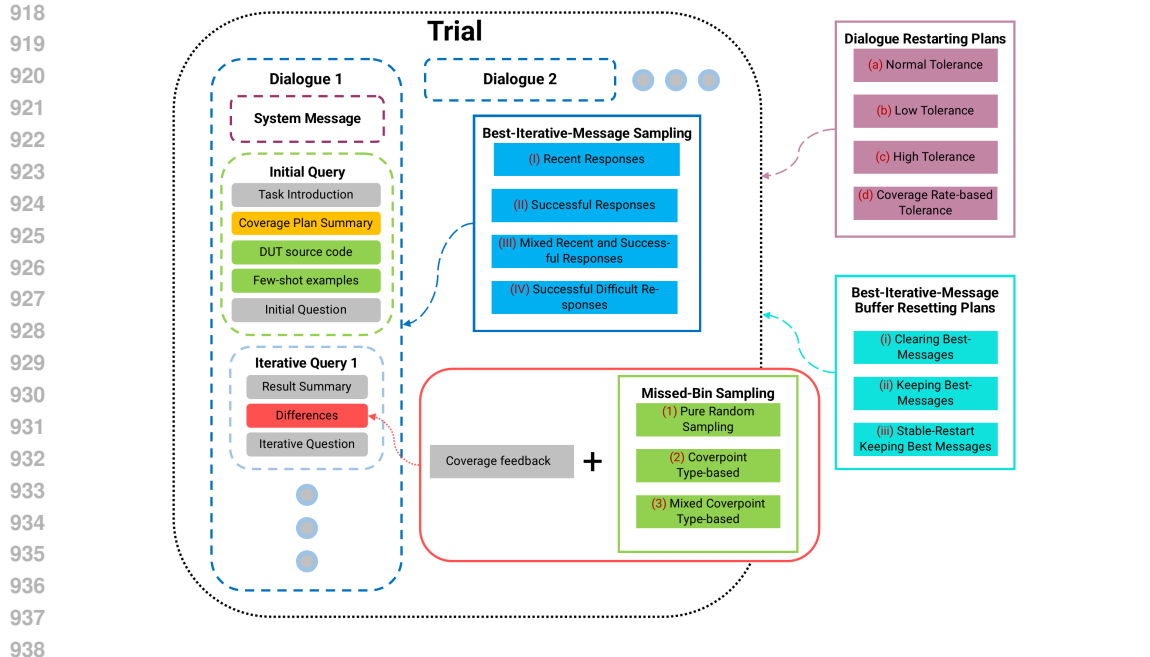 918
919
920
921
922
923
924
925
926
927
928
929
930
931
932
933
934
935
936
937
938
Trial
Dialogue 1
System Message
Initial Query
Task Introduction
Coverage Plan Summary
DUT source code
Few-shot examples
Initial Question
Iterative Query 1
Result Summary
Differences
Iterative Question
Dialogue 2
Best-Iterative-Message Sampling
(I) Recent Responses
(II) Successful Responses
(III) Mixed Recent and Success-
ful Responses
(IV) Successful Difficult Re-
sponses
Coverage feedback
+
Missed-Bin Sampling
(1) Pure Random
Sampling
(2) Coverpoint
Type-based
(3) Mixed Coverpoint
Type-based
Dialogue Restarting Plans
(a) Normal Tolerance
(b) Low Tolerance
(c) High Tolerance
(d) Coverage Rate-based
Tolerance
Best-Iterative-Message
Buffer Resetting Plans
(i) Clearing Best-
Messages
(ii) Keeping Best-
Messages
(iii) Stable-Restart
Keeping Best Messages